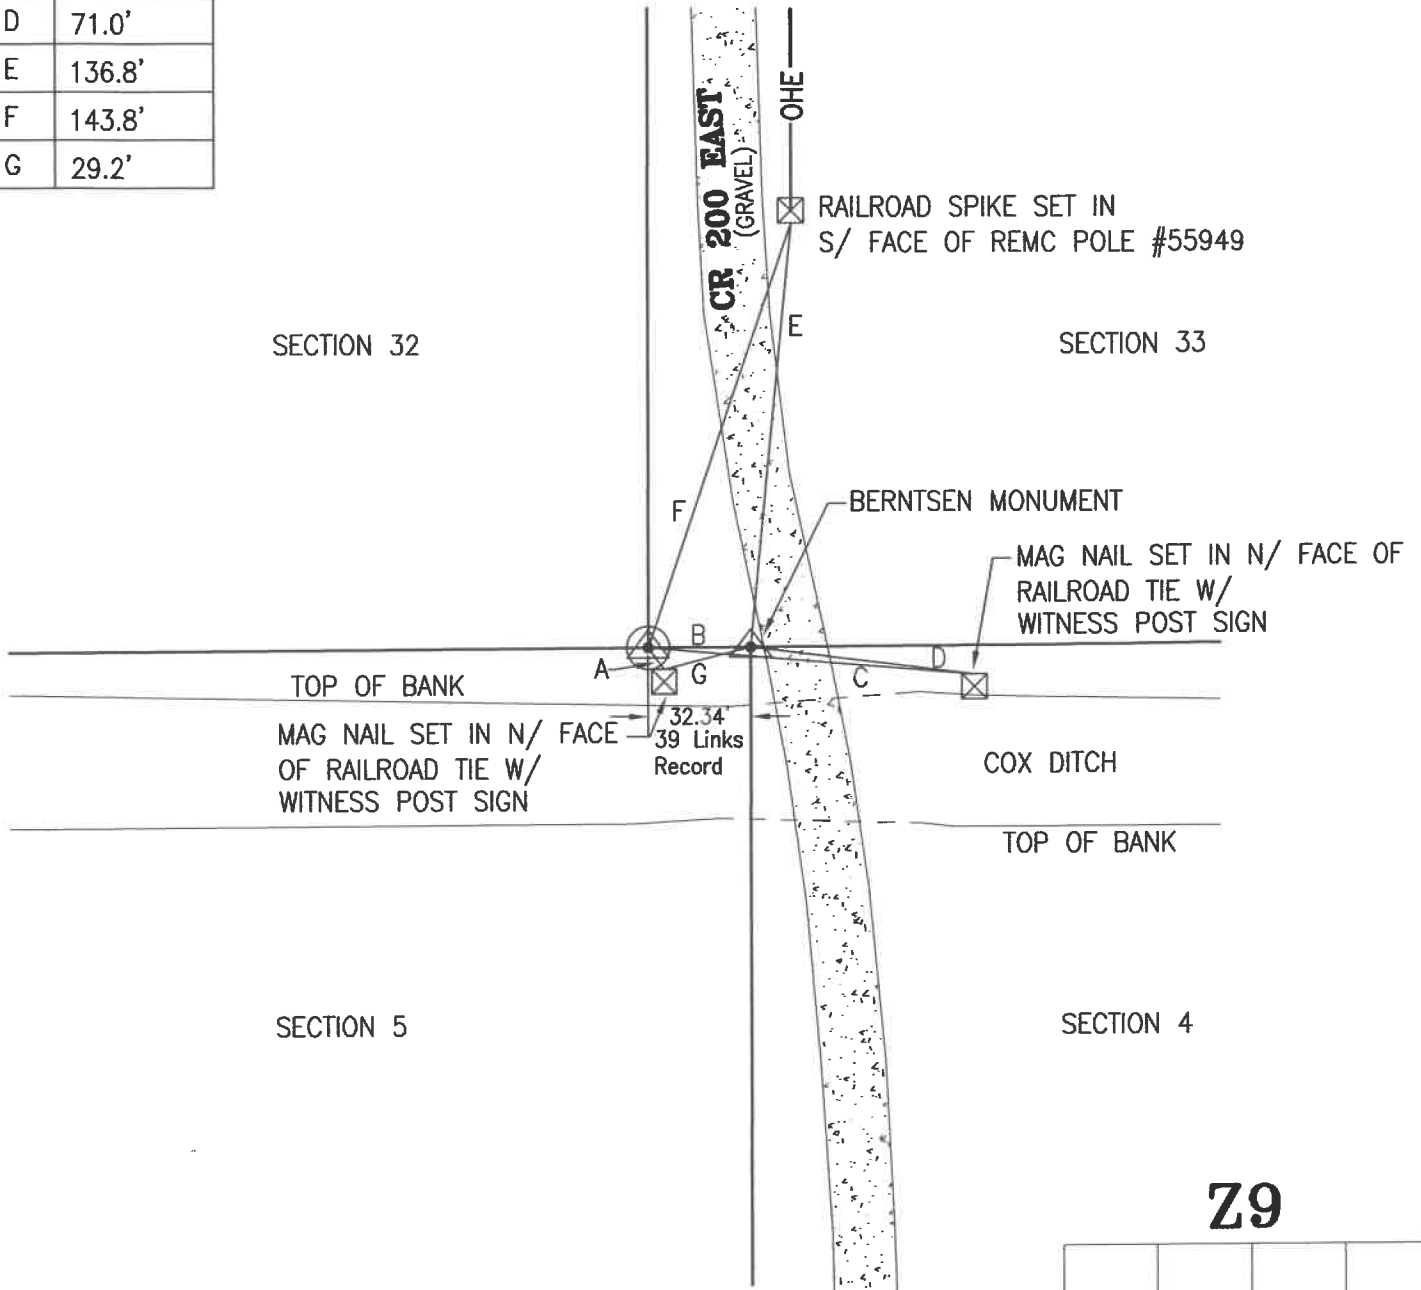 D 71.0'
E 136.8'
F 143.8'
G 29.2'
OHE
CR 200 EAST
(GRAVEL)
RAILROAD SPIKE SET IN
S/ FACE OF REMC POLE #55949
E
SECTION 32
SECTION 33
F
BERNTSEN MONUMENT
MAG NAIL SET IN N/ FACE OF
RAILROAD TIE W/
WITNESS POST SIGN
B
A
G
C
D
TOP OF BANK
32.34'
39 Links
Record
MAG NAIL SET IN N/ FACE
OF RAILROAD TIE W/
WITNESS POST SIGN
COX DITCH
TOP OF BANK
SECTION 5
SECTION 4
Z9